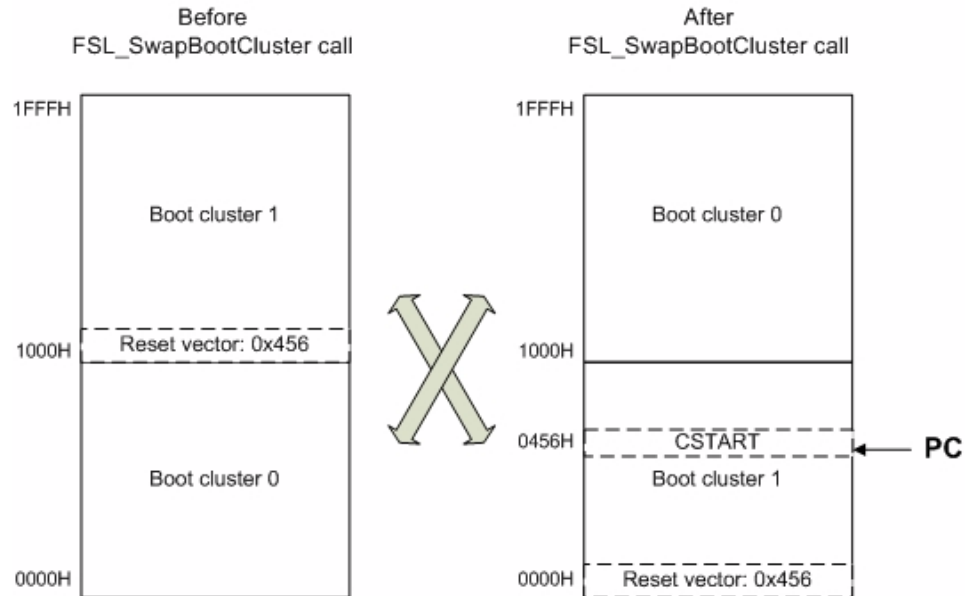 Before
FSL_SwapBootCluster call
1FFFH
Boot cluster 1
Reset vector: 0x456
1000H
Boot cluster 0
0000H
After
FSL_SwapBootCluster call
1FFFH
Boot cluster 0
1000H
0456H
CSTART
PC
Boot cluster 1
0000H
Reset vector: 0x456